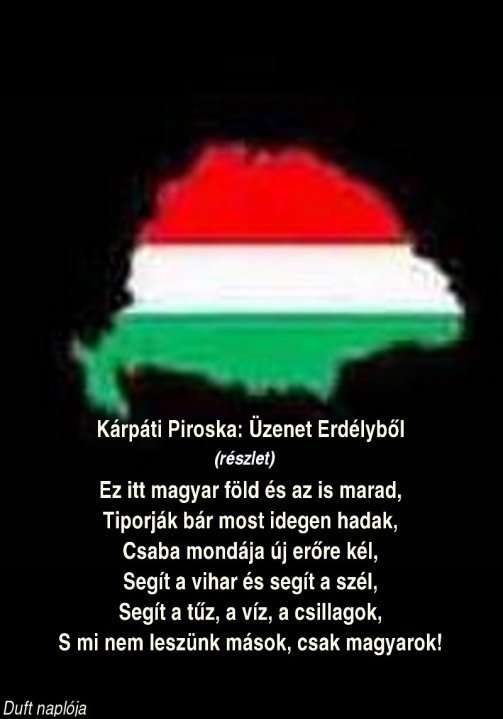 Kárpáti Piroska: Üzenet Erdélyből
(részlet)
Ez itt magyar föld és az is marad,
Tiporják bár most idegen hadak,
Csaba mondája új erőre kél,
Segít a vihar és segít a szél,
Segít a tűz, a víz, a csillagok,
S mi nem leszünk mások, csak magyarok!
Duft naplója